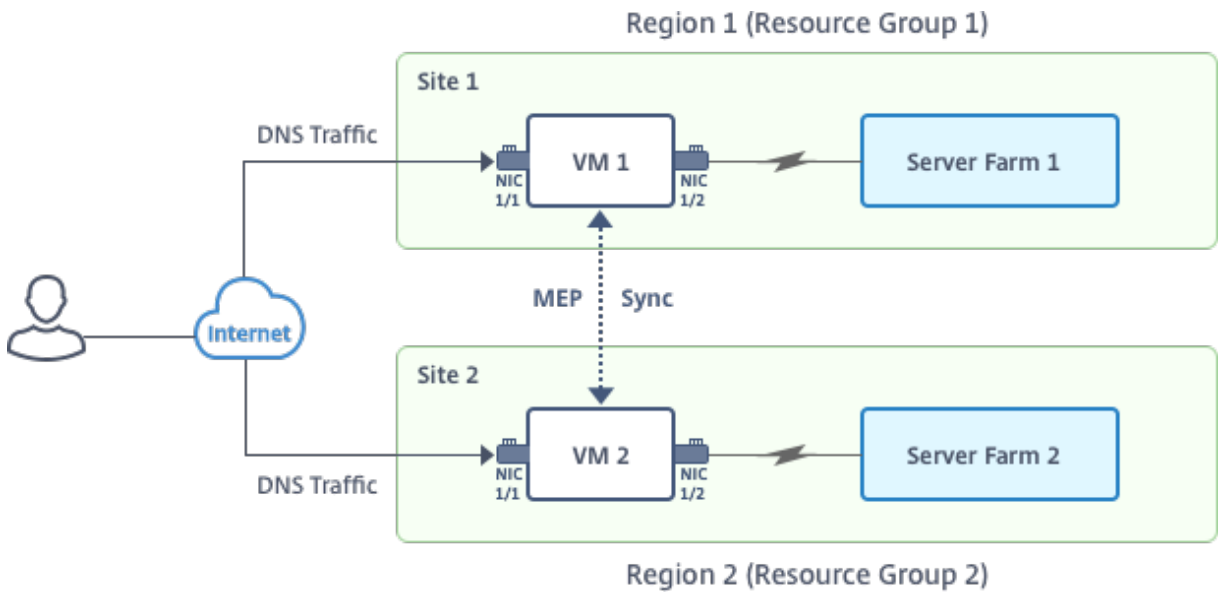 Region 1 (Resource Group 1)
Site 1
DNS Traffic
VM 1
Server Farm 1
NIC
1/1
NIC
1/2
MEP
Sync
Internet
Site 2
VM 2
Server Farm 2
NIC
1/1
NIC
1/2
DNS Traffic
Region 2 (Resource Group 2)